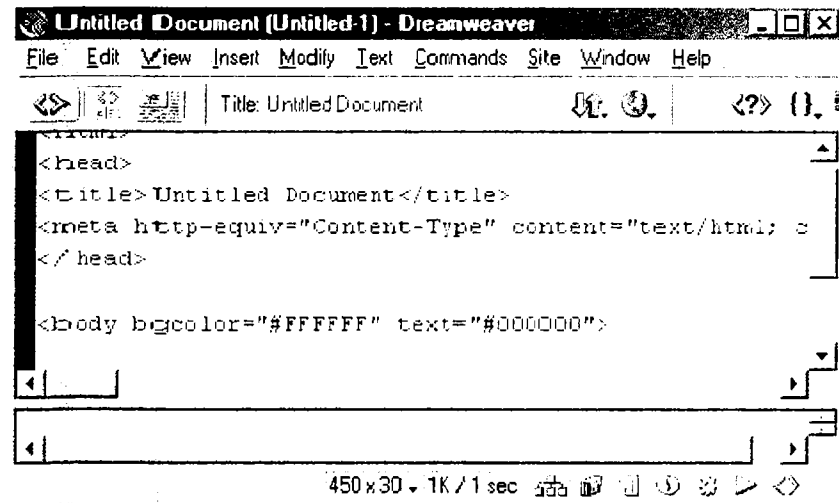 Untitled Document (Untitled-1) - Dreamweaver
File Edit View Insert Modify Text Commands Site Window Help
Title: Untitled Document
<html>
<head>
<title>Untitled Document</title>
<meta http-equiv="Content-Type" content="text/html; c
</head>
<body bgcolor="#FFFFFF" text="#000000">
450 x 30 1K / 1 sec